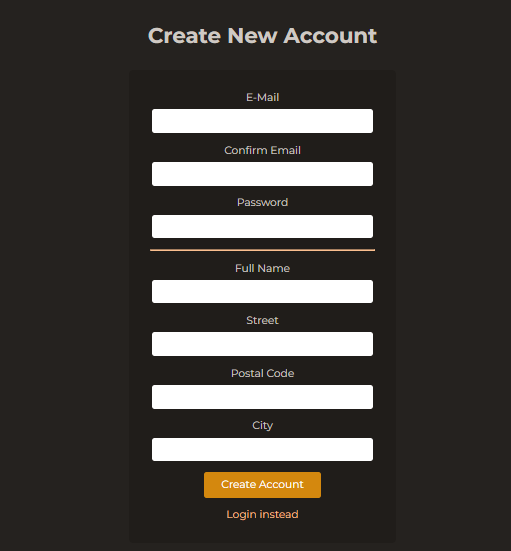 Create New Account
E-Mail
Confirm Email
Password
Full Name
Street
Postal Code
City
Create Account
Login instead